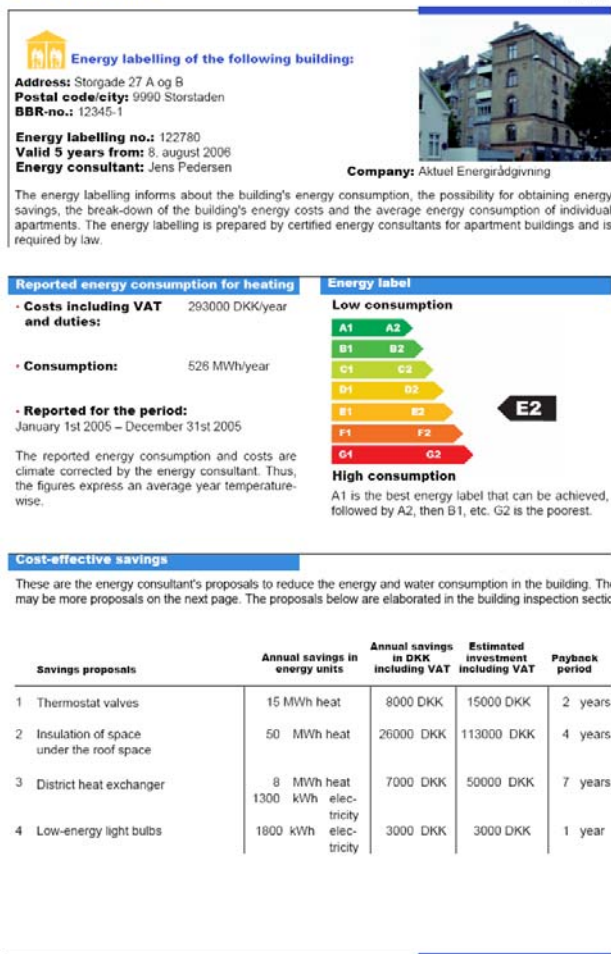 Energy labelling of the following building:
Address: Storgade 27 A og B
Postal code/city: 9990 Storstaden
BBR-no.: 12345-1
Energy labelling no.: 122780
Valid 5 years from: 8. august 2006
Energy consultant: Jens Pedersen
Company: Aktuel Energirådgivning
The energy labelling informs about the building's energy consumption, the possibility for obtaining energy
savings, the break-down of the building's energy costs and the average energy consumption of individual
apartments. The energy labelling is prepared by certified energy consultants for apartment buildings and is
required by law.
Reported energy consumption for heating
• Costs including VAT 293000 DKK/year
and duties:
• Consumption: 526 MWh/year
• Reported for the period:
January 1st 2005 – December 31st 2005
The reported energy consumption and costs are
climate corrected by the energy consultant. Thus,
the figures express an average year temperature-
wise.
Energy label
Low consumption
A1 A2
B1 B2
C1 C2
D1 D2
E1 E2
E2
F1 F2
G1 G2
High consumption
A1 is the best energy label that can be achieved,
followed by A2, then B1, etc. G2 is the poorest.
Cost-effective savings
These are the energy consultant's proposals to reduce the energy and water consumption in the building. The
may be more proposals on the next page. The proposals below are elaborated in the building inspection sectio
Savings proposals
Annual savings in
energy units
Annual savings
in DKK
including VAT
Estimated
investment
including VAT
Payback
period
1 Thermostat valves 15 MWh heat 8000 DKK 15000 DKK 2 years
2 Insulation of space 50 MWh heat 26000 DKK 113000 DKK 4 years
under the roof space
3 District heat exchanger 8 MWh heat 7000 DKK 50000 DKK 7 years
1300 kWh elec-
tricity
4 Low-energy light bulbs 1800 kWh elec- 3000 DKK 3000 DKK 1 year
tricity